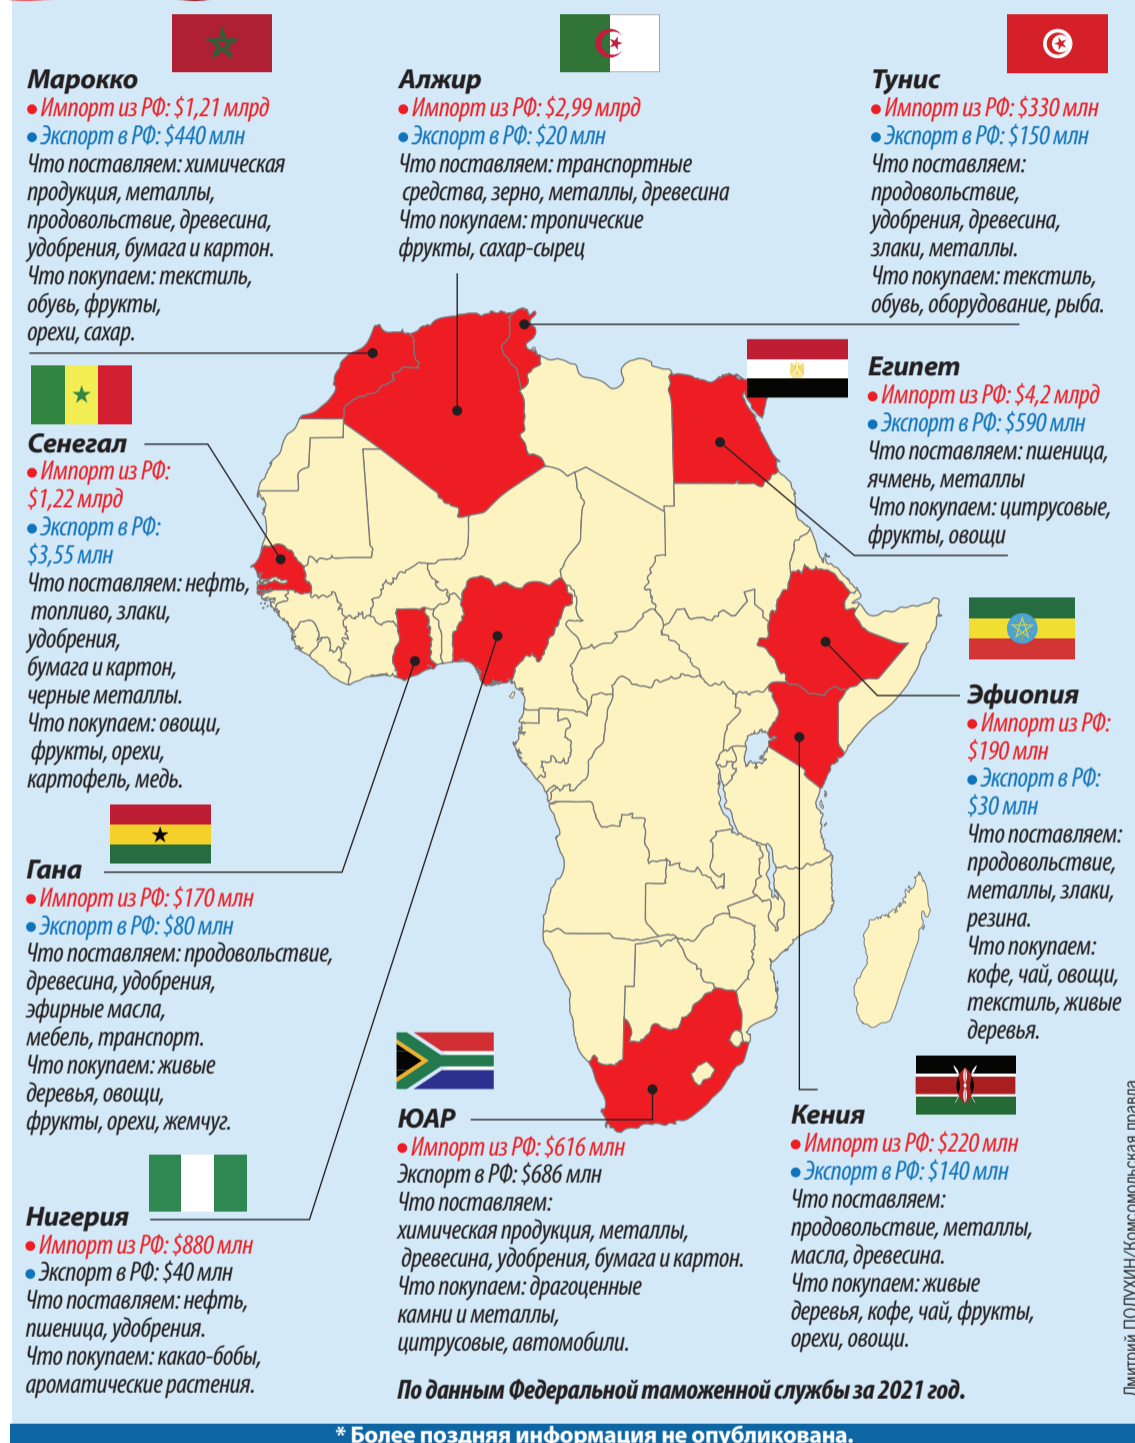 Марокко
• Импорт из РФ: $1,21 млрд
• Экспорт в РФ: $440 млн
Что поставляем: химическая
продукция, металлы,
продовольствие, древесина,
удобрения, бумага и картон.
Что покупаем: текстиль,
обувь, фрукты,
орехи, сахар.
Алжир
• Импорт из РФ: $2,99 млрд
• Экспорт в РФ: $20 млн
Что поставляем: транспортные
средства, зерно, металлы, древесина
Что покупаем: тропические
фрукты, сахар-сырец
Тунис
• Импорт из РФ: $330 млн
• Экспорт в РФ: $150 млн
Что поставляем:
продовольствие,
удобрения, древесина,
злаки, металлы.
Что покупаем: текстиль,
обувь, оборудование, рыба.
Египет
• Импорт из РФ: $4,2 млрд
• Экспорт в РФ: $590 млн
Что поставляем: пшеница,
ячмень, металлы
Что покупаем: цитрусовые,
фрукты, овощи
Сенегал
• Импорт из РФ:
$1,22 млрд
• Экспорт в РФ:
$3,55 млн
Что поставляем: нефть,
топливо, злаки,
удобрения,
бумага и картон,
черные металлы.
Что покупаем: овощи,
фрукты, орехи,
картофель, медь.
Эфиопия
• Импорт из РФ:
$190 млн
• Экспорт в РФ:
$30 млн
Что поставляем:
продовольствие,
металлы, злаки,
резина.
Что покупаем:
кофе, чай, овощи,
текстиль, живые
деревья.
Гана
• Импорт из РФ: $170 млн
• Экспорт в РФ: $80 млн
Что поставляем: продовольствие,
древесина, удобрения,
эфирные масла,
мебель, транспорт.
Что покупаем: живые
деревья, овощи,
фрукты, орехи, жемчуг.
Нигерия
• Импорт из РФ: $880 млн
• Экспорт в РФ: $40 млн
Что поставляем: нефть,
пшеница, удобрения.
Что покупаем: какао-бобы,
ароматические растения.
ЮАР
• Импорт из РФ: $616 млн
Экспорт в РФ: $686 млн
Что поставляем:
химическая продукция, металлы,
древесина, удобрения, бумага и картон.
Что покупаем: драгоценные
камни и металлы,
цитрусовые, автомобили.
Кения
• Импорт из РФ: $220 млн
• Экспорт в РФ: $140 млн
Что поставляем:
продовольствие, металлы,
масла, древесина.
Что покупаем: живые
деревья, кофе, чай, фрукты,
орехи, овощи.
По данным Федеральной таможенной службы за 2021 год.
Дмитрий ПОЛУХИН/Комсомольская правда
* Более поздняя информация не опубликована.